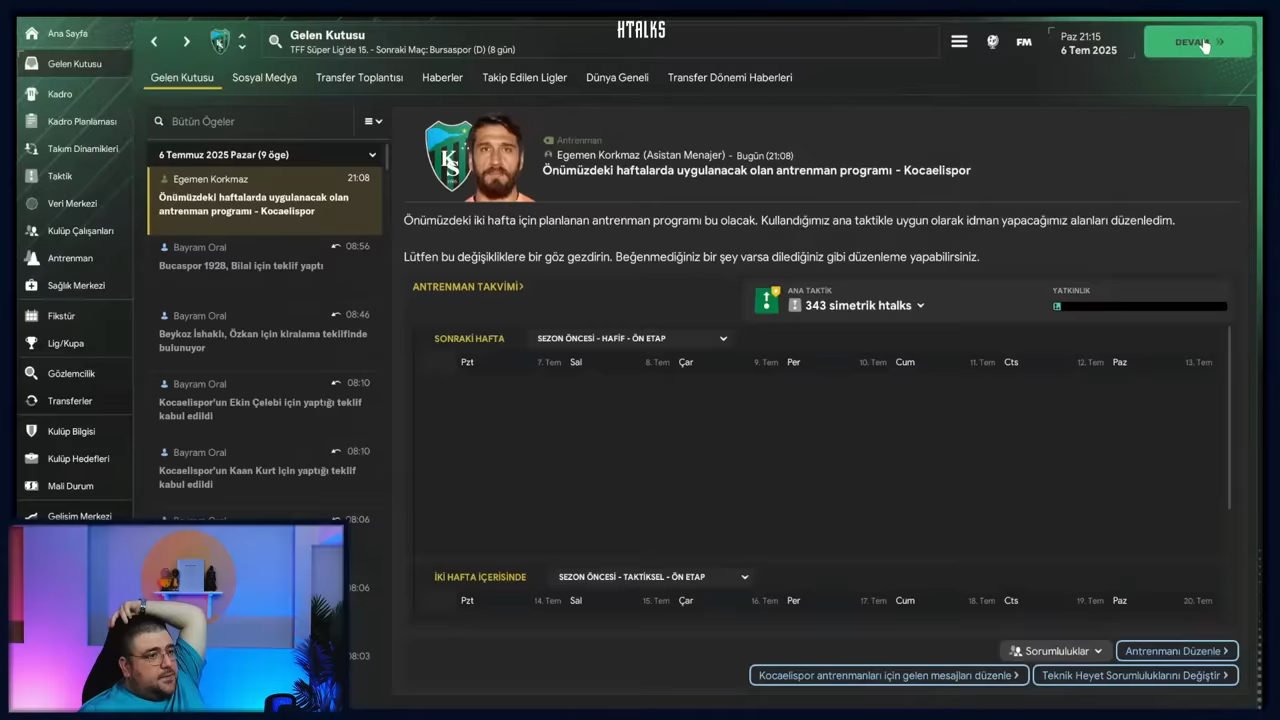 HTALKS
Ana Sayfa
Gelen Kutusu
Kadro
Kadro Planlaması
Takım Dinamikleri
Taktik
Veri Merkezi
Kulüp Çalışanları
Antrenman
Sağlık Merkezi
Fikstür
Lig/Kupa
Gözlemcilik
Transferler
Kulüp Bilgisi
Kulüp Hedefleri
Mali Durum
Gelişim Merkezi
Gelen Kutusu
TFF Süper Lig'de 15. - Sonraki Maç: Bursaspor (D) (8 gün)
FM
Paz 21:15
6 Tem 2025
Gelen Kutusu Sosyal Medya Transfer Toplantısı Haberler Takip Edilen Ligler Dünya Geneli Transfer Dönemi Haberleri
Bütün Ögeler
6 Temmuz 2025 Pazar (9 öge)
Egemen Korkmaz 21:08
Önümüzdeki haftalarda uygulanacak olan
antrenman programı - Kocaelispor
Bayram Oral 08:56
Bucaspor 1928, Bilal için teklif yaptı
Bayram Oral 08:46
Beykoz İshaklı, Özkan için kiralama teklifinde
bulunuyor
Bayram Oral 08:10
Kocaelispor'un Ekin Çelebi için yaptığı teklif
kabul edildi
Bayram Oral 08:10
Kocaelispor'un Kaan Kurt için yaptığı teklif
kabul edildi
08:06
08:06
08:03
KS
Antrenman
Egemen Korkmaz (Asistan Menajer) - Bugün (21:08)
Önümüzdeki haftalarda uygulanacak olan antrenman programı - Kocaelispor
Önümüzdeki iki hafta için planlanan antrenman programı bu olacak. Kullandığımız ana taktikle uygun olarak idman yapacağımız alanları düzenledim.
Lütfen bu değişikliklere bir göz gezdirin. Beğenmediğiniz bir şey varsa dilediğiniz gibi düzenleme yapabilirsiniz.
ANTRENMAN TAKVİMİ>
ANA TAKTİK
343 simetrik htalks
YATKINLIK
SONRAKİ HAFTA SEZON ÖNCESİ - HAFİF - ÖN ETAP
Pzt 7. Tem Sal 8. Tem Çar 9. Tem Per 10. Tem Cum 11. Tem Cts 12. Tem Paz 13. Tem
İKİ HAFTA İÇERİSİNDE SEZON ÖNCESİ - TAKTİKSEL - ÖN ETAP
Pzt 14. Tem Sal 15. Tem Çar 16. Tem Per 17. Tem Cum 18. Tem Cts 19. Tem Paz 20. Tem
Sorumluluklar Antrenmanı Düzenle >
Kocaelispor antrenmanları için gelen mesajları düzenle > Teknik Heyet Sorumluluklarını Değiştir >